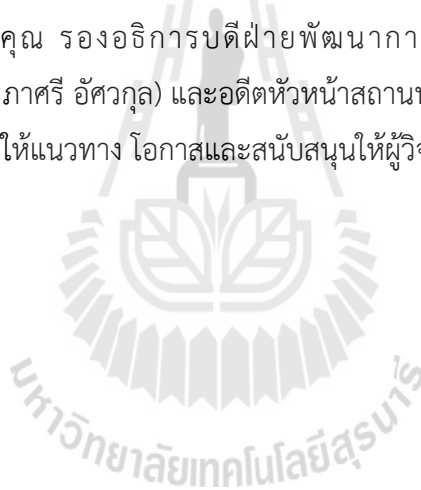 คุณ รองอธิการบดีฝ่ายพัฒนากา
ภาศรี อัศวกุล) และอดีตหัวหน้าสถานพ
ให้แนวทาง โอกาสและสนับสนุนให้ผู้วิจ
มหาวิทยาลัยเทคโนโลยีสุรนารี